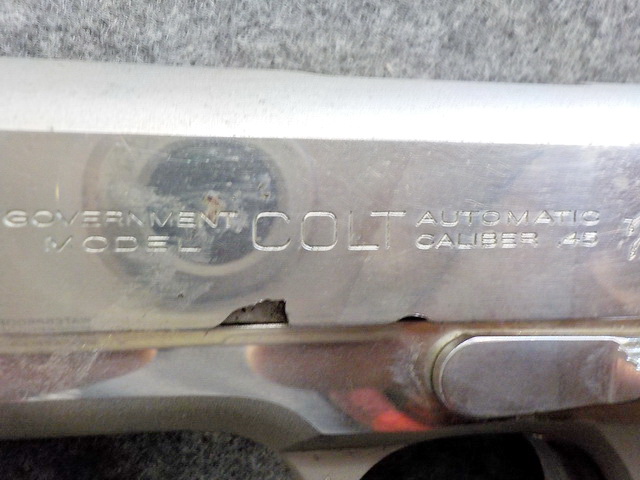 GOVERNMENT
MODEL
COLT
AUTOMATIC
CALIBER .45